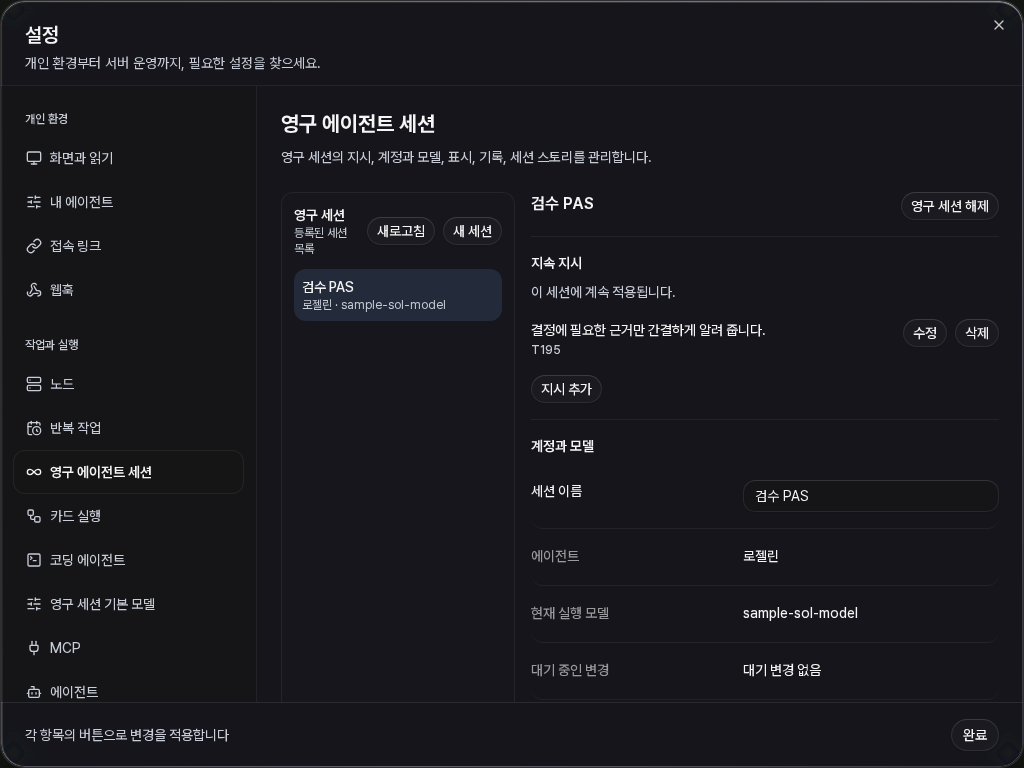 설정
개인 환경부터 서버 운영까지, 필요한 설정을 찾으세요.
개인 환경
화면과 읽기
내 에이전트
접속 링크
웹훅
작업과 실행
노드
반복 작업
영구 에이전트 세션
카드 실행
코딩 에이전트
영구 세션 기본 모델
MCP
에이전트
영구 에이전트 세션
영구 세션의 지시, 계정과 모델, 표시, 기록, 세션 스토리를 관리합니다.
영구 세션
등록된 세션
목록
새로고침
새 세션
검수 PAS
로젤린 · sample-sol-model
검수 PAS
영구 세션 해제
지속 지시
이 세션에 계속 적용됩니다.
결정에 필요한 근거만 간결하게 알려 줍니다.
T195
수정
삭제
지시 추가
계정과 모델
세션 이름
검수 PAS
에이전트
로젤린
현재 실행 모델
sample-sol-model
대기 중인 변경
대기 변경 없음
각 항목의 버튼으로 변경을 적용합니다
완료